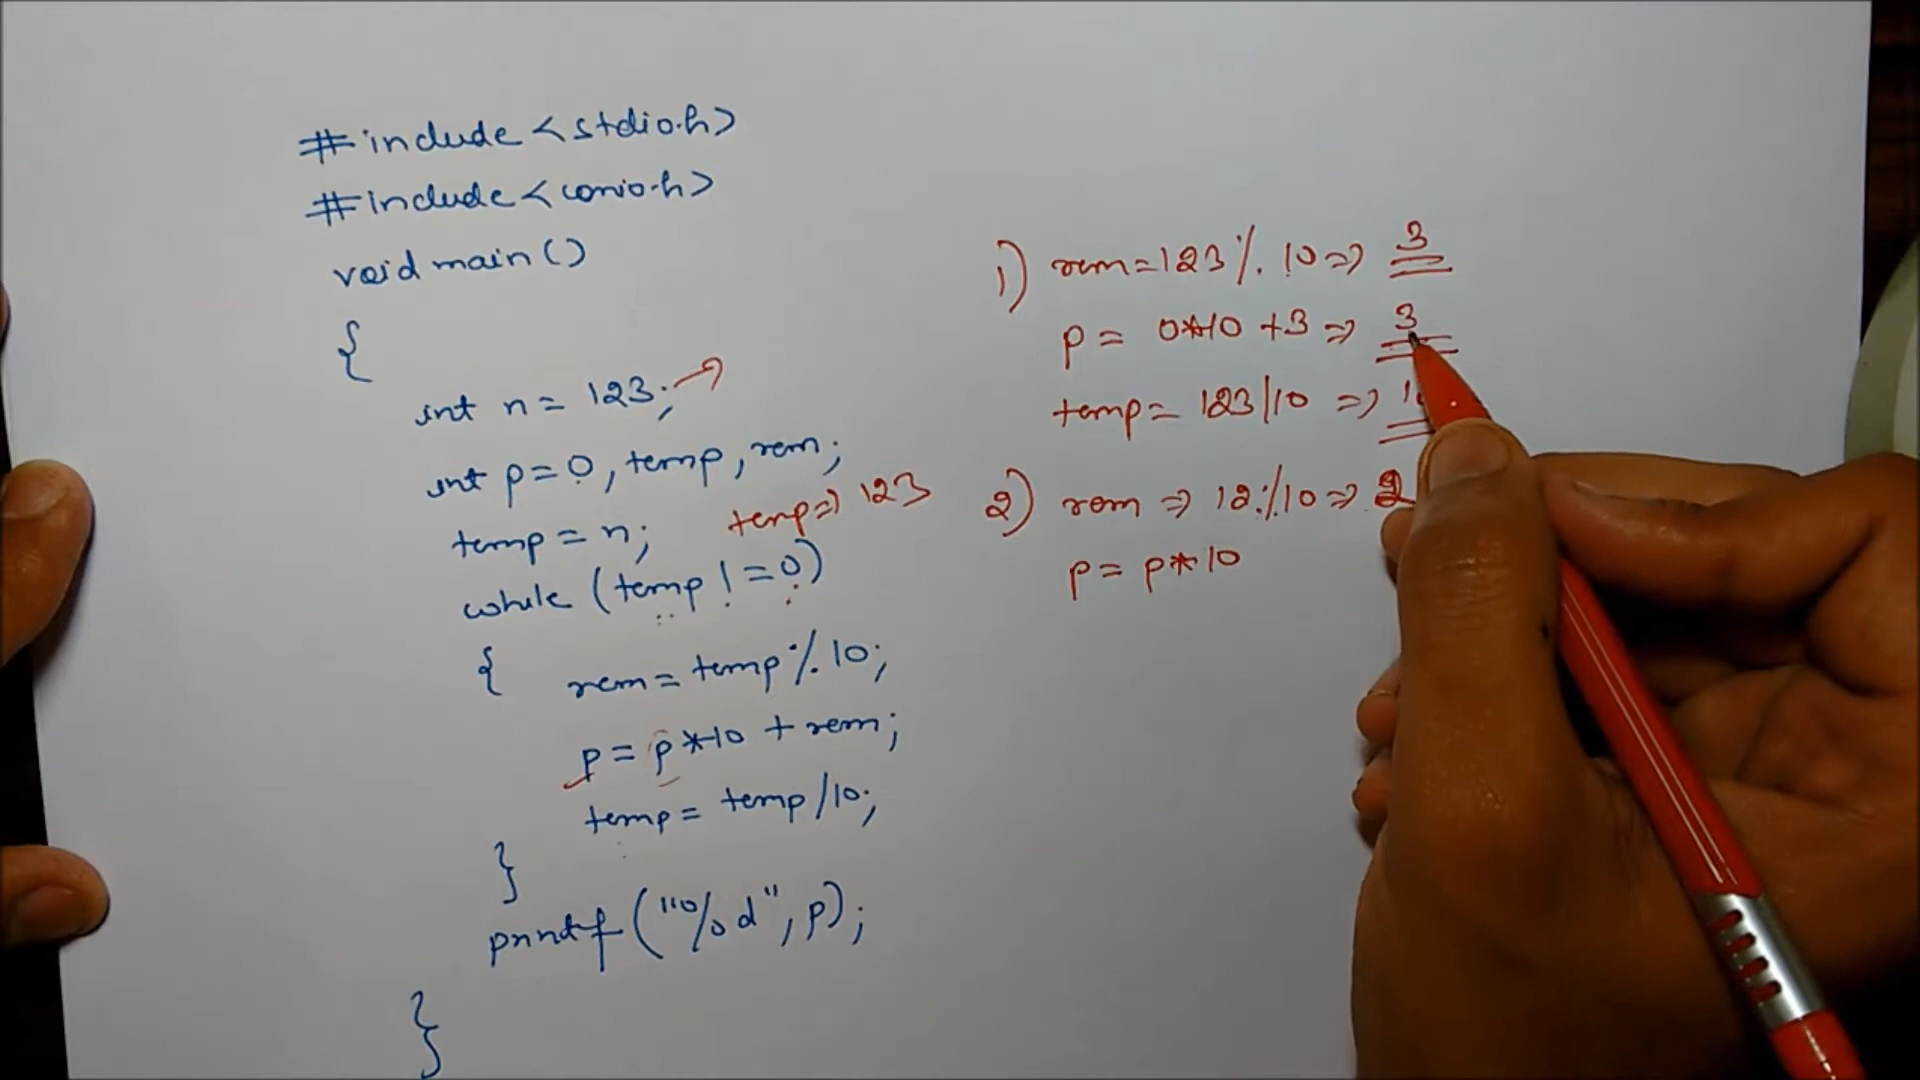 #include <stdio.h>
#include <conio.h>
void main()
{
int n = 123;
int p=0, temp, rem;
temp = n;
temp=> 123
while (temp != 0)
{ rem = temp % 10;
p = p*10 + rem;
temp = temp/10;
}
printf("%d", p);
}
1) rem=123 % 10 => 3
p = 0*10 +3 => 3
temp = 123/10 => 1
2) rem => 12%10 => 2
p = p*10